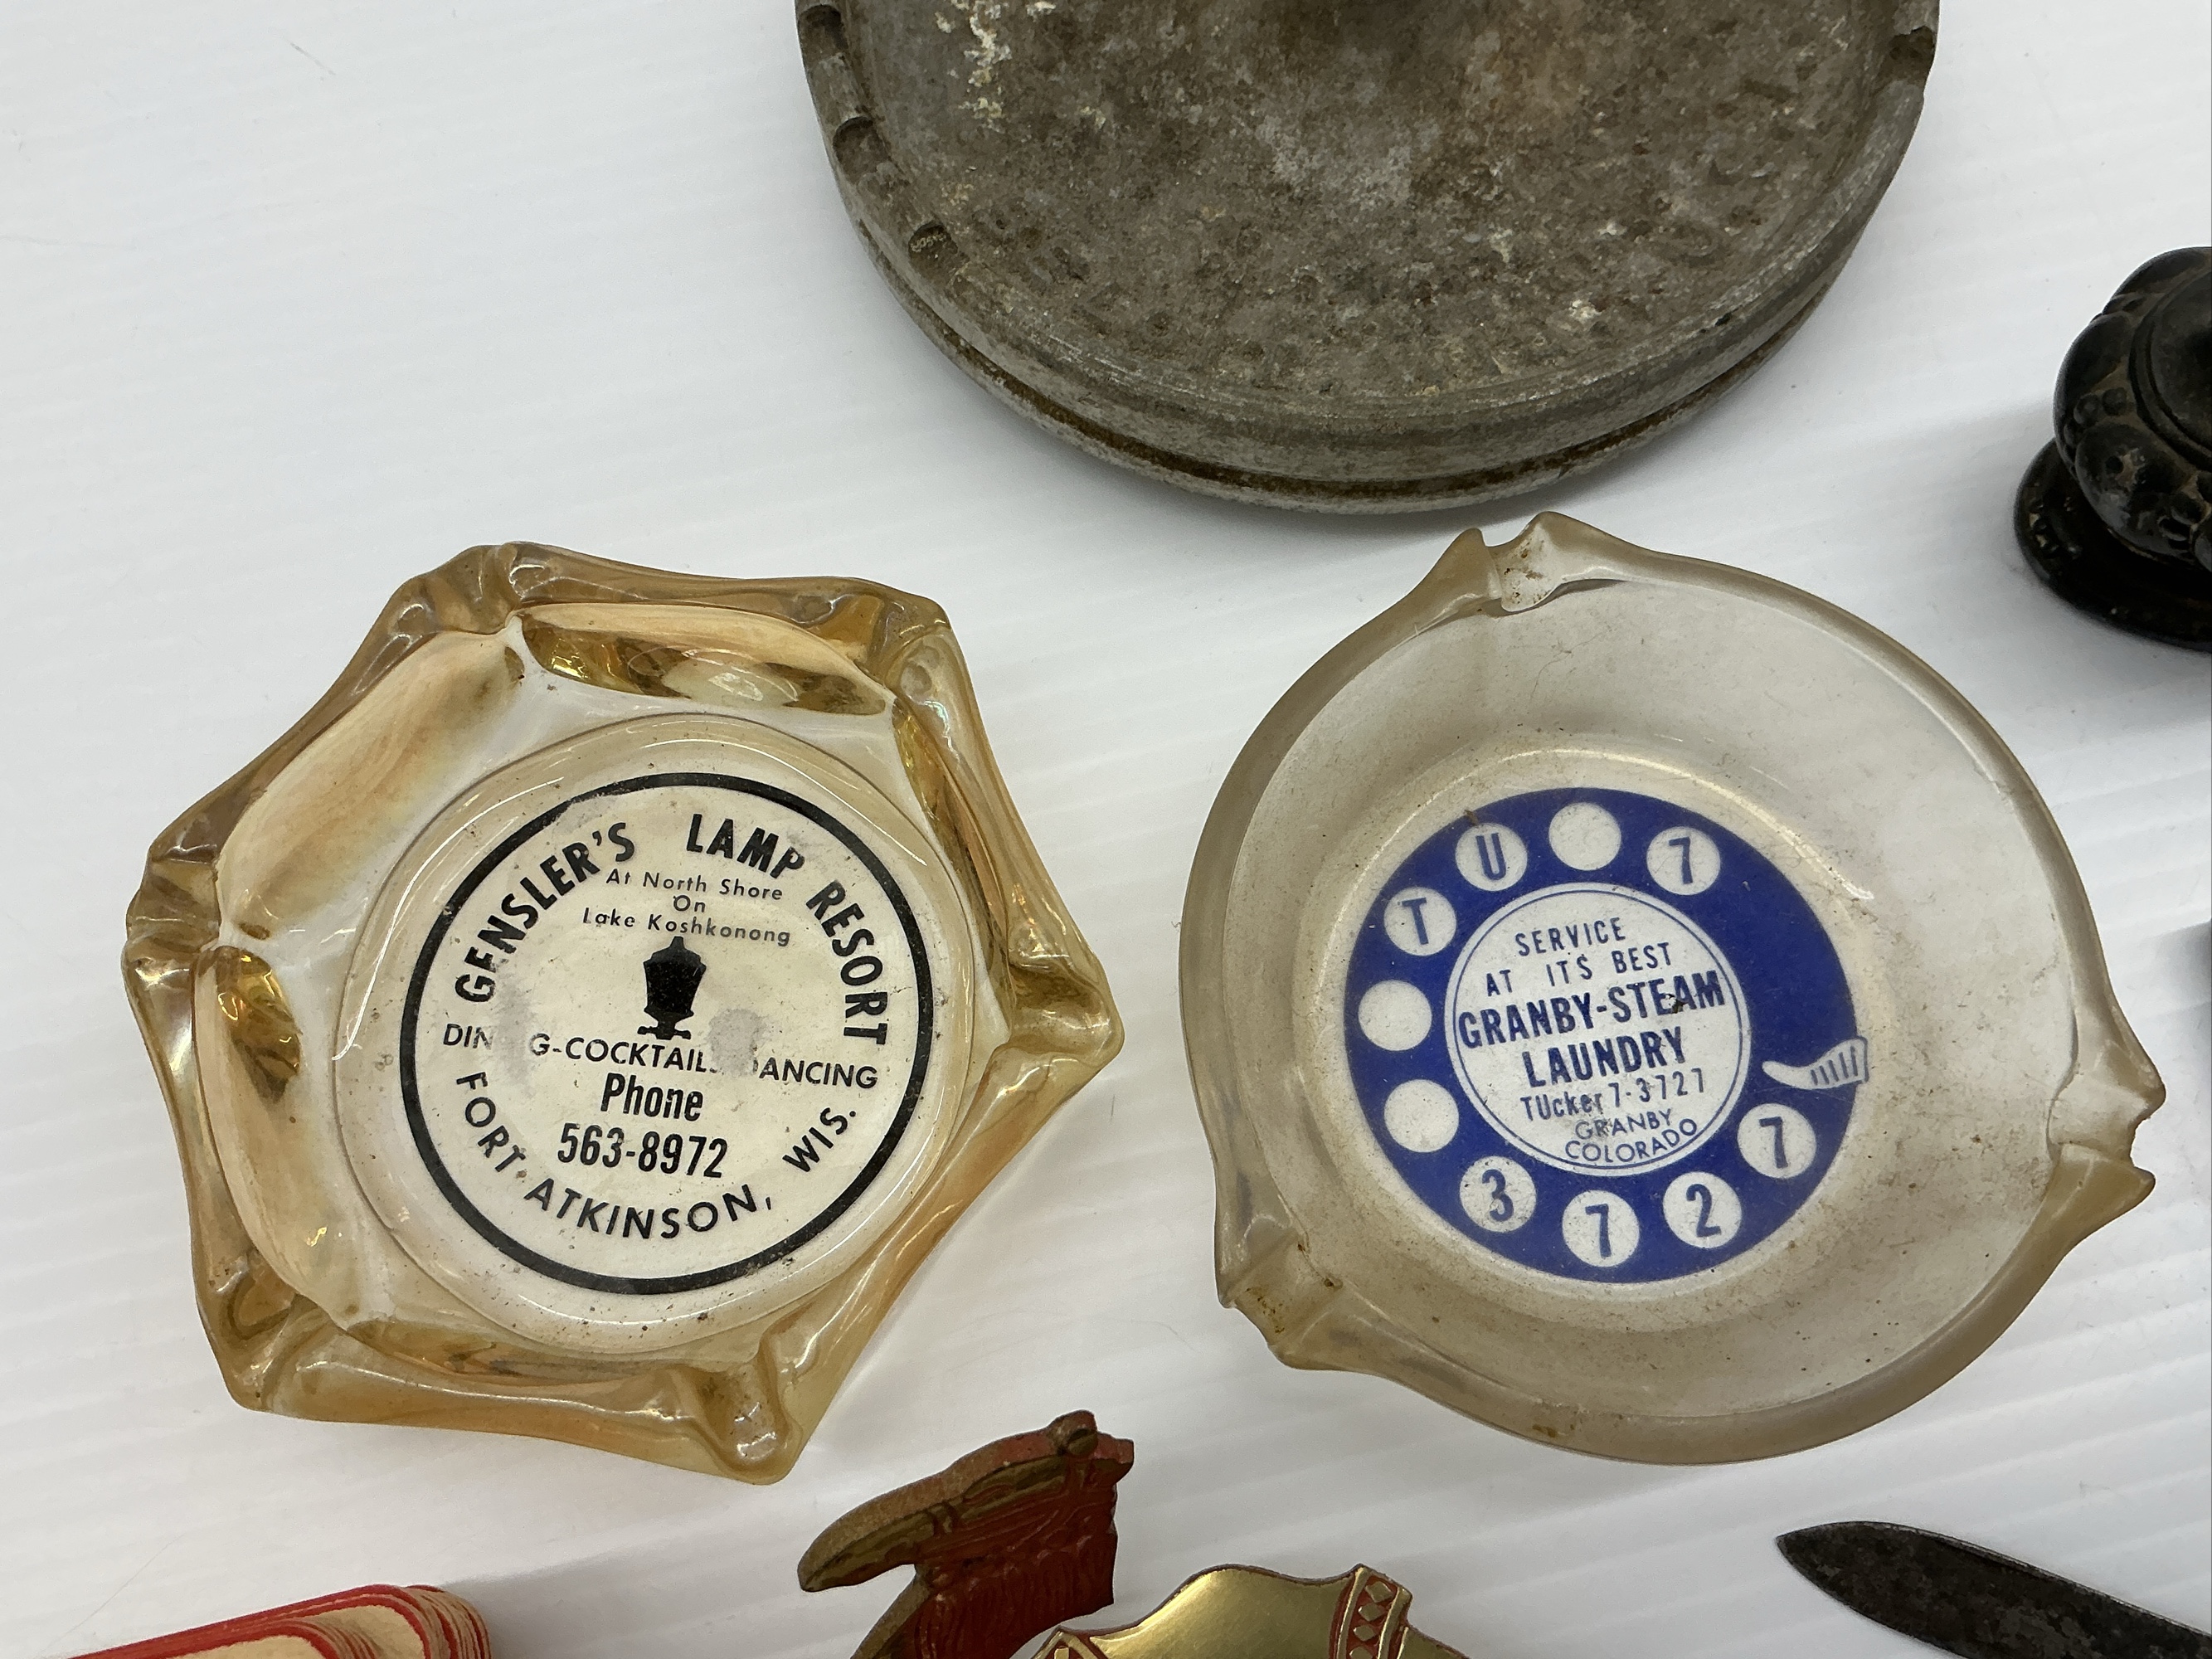 GENSLER'S LAMP RESORT
At North Shore
On
Lake Koshkonong
DIN G-COCKTAIL ANCING
Phone
563-8972
FORT ATKINSON, WIS.
T U 7
SERVICE
AT ITS BEST
GRANBY-STEAM
LAUNDRY
TUcker 7-3727
GRANBY
COLORADO
3 7 2 7